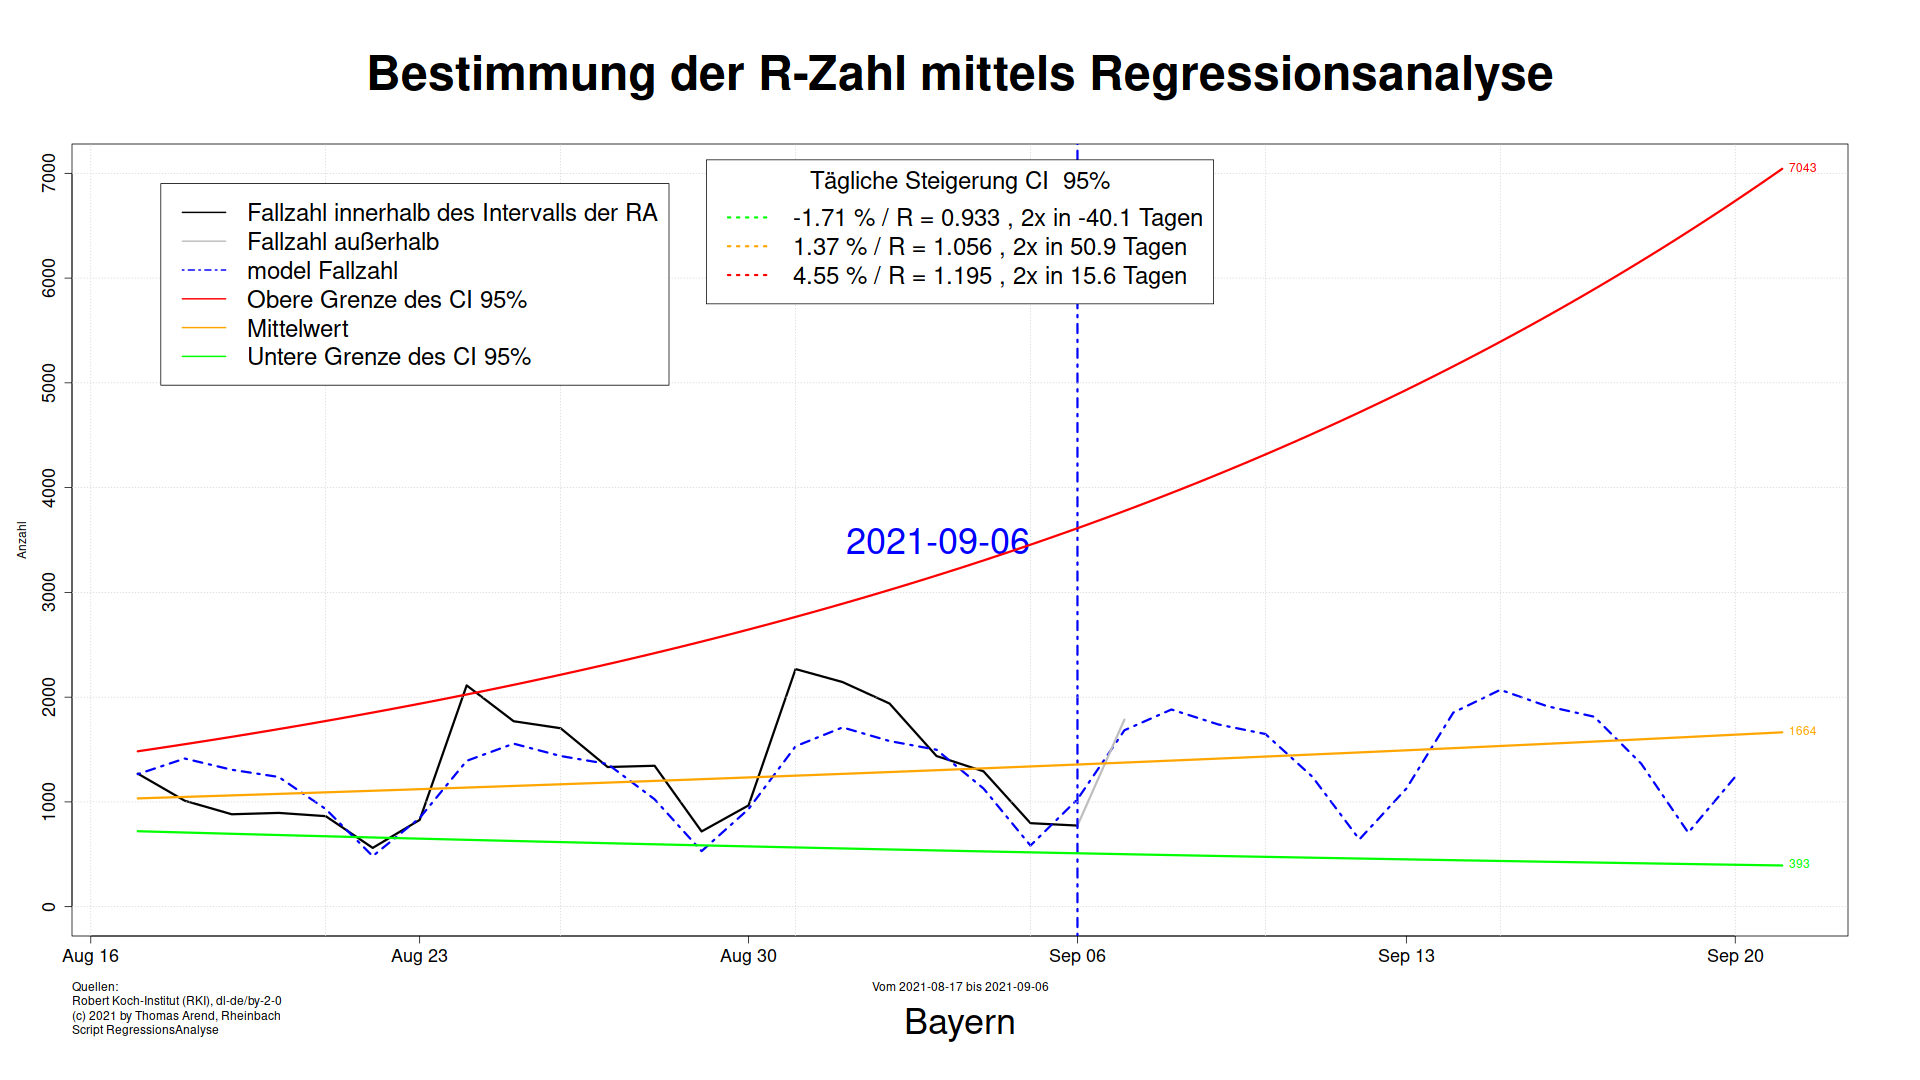 Bestimmung der R-Zahl mittels Regressionsanalyse
Fallzahl innerhalb des Intervalls der RA
Fallzahl außerhalb
model Fallzahl
Obere Grenze des CI 95%
Mittelwert
Untere Grenze des CI 95%
Tägliche Steigerung CI 95%
-1.71 % / R = 0.933 , 2x in -40.1 Tagen
1.37 % / R = 1.056 , 2x in 50.9 Tagen
4.55 % / R = 1.195 , 2x in 15.6 Tagen
7043
2021-09-06
1664
393
Anzahl
7000
6000
5000
4000
3000
2000
1000
0
Aug 16
Aug 23
Aug 30
Sep 06
Sep 13
Sep 20
Quellen:
Robert Koch-Institut (RKI), dl-de/by-2-0
(c) 2021 by Thomas Arend, Rheinbach
Script RegressionsAnalyse
Vom 2021-08-17 bis 2021-09-06
Bayern